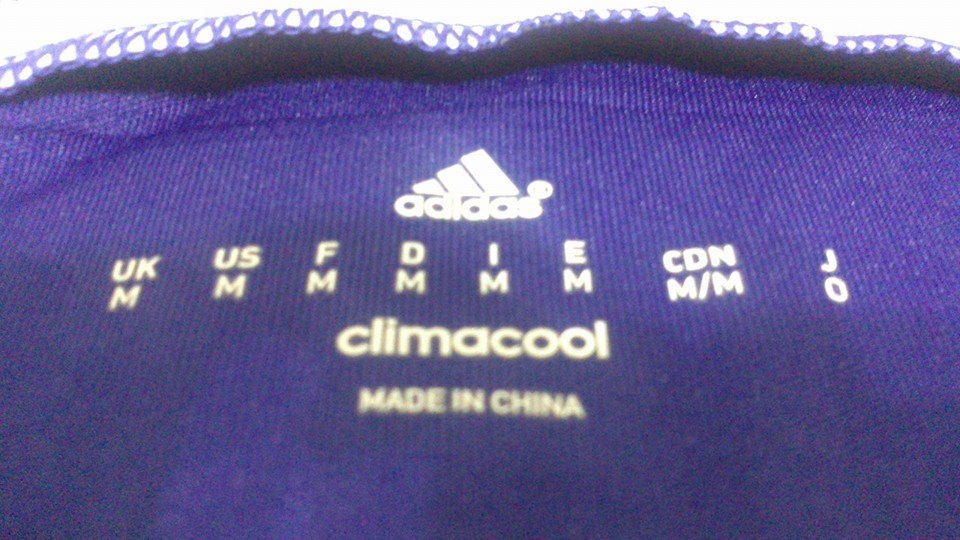 adidas®
UK US F D I E CDN J
M M M M M M M/M O
climacool
MADE IN CHINA